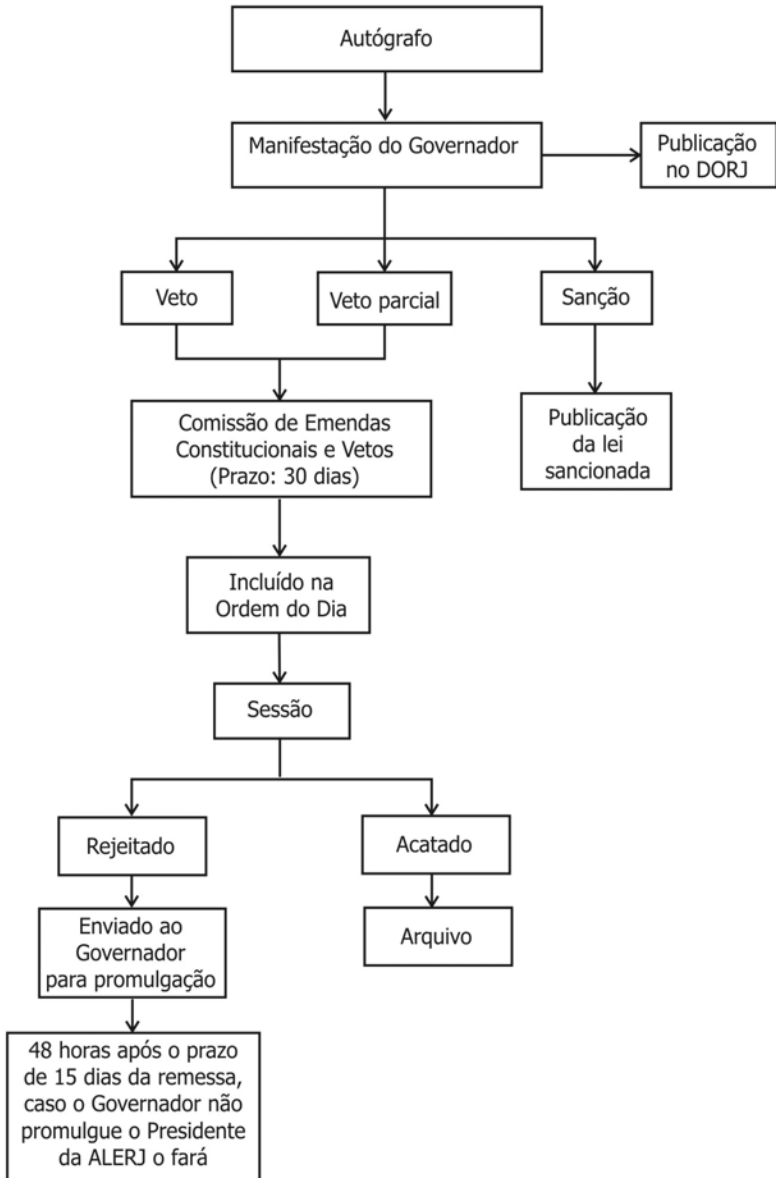 Autógrafo
Manifestação do Governador
Publicação
no DORJ
Veto
Veto parcial
Sanção
Comissão de Emendas
Constitucionais e Vetos
(Prazo: 30 dias)
Publicação
da lei
sancionada
Incluído na
Ordem do Dia
Sessão
Rejeitado
Acatado
Enviado ao
Governador
para promulgação
Arquivo
48 horas após o prazo
de 15 dias da remessa,
caso o Governador não
promulgue o Presidente
da ALERJ o fará